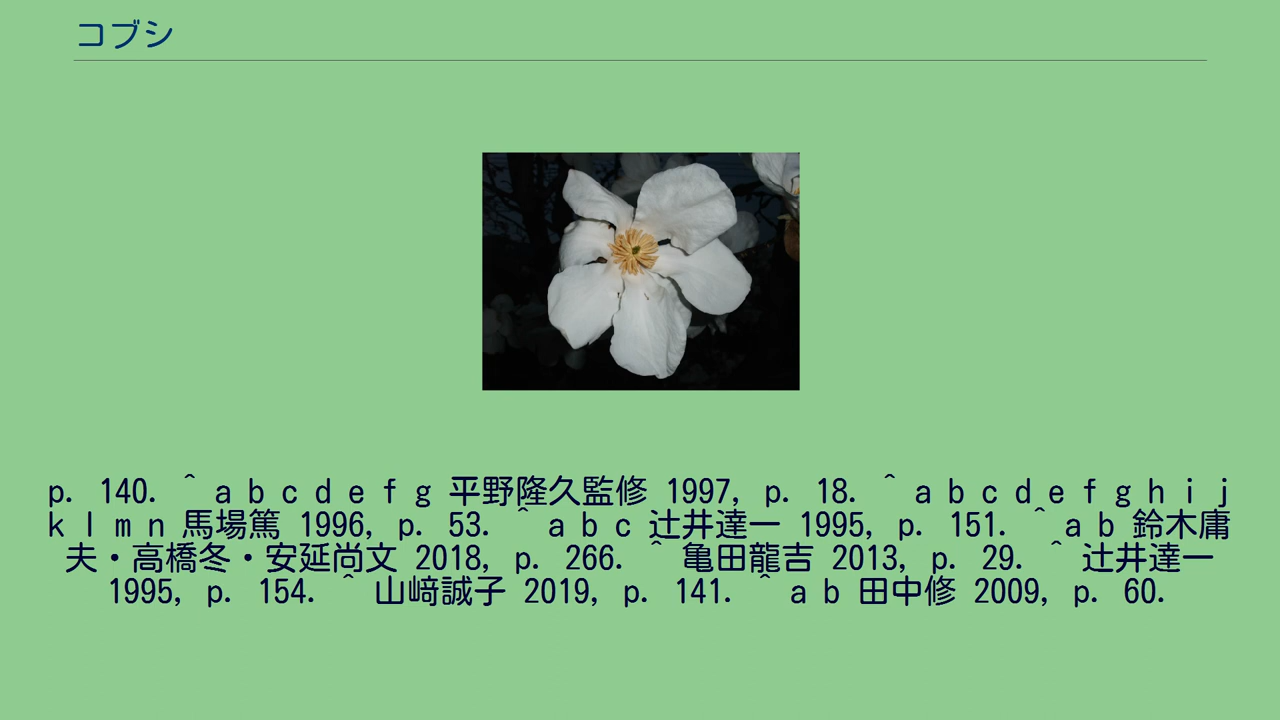 コブシ
p. 140. ^ a b c d e f g 平野隆久監修 1997, p. 18. ^ a b c d e f g h i j
k l m n 馬場篤 1996, p. 53. ^ a b c 辻井達一 1995, p. 151. ^ a b 鈴木庸
夫・高橋冬・安延尚文 2018, p. 266. ^ 亀田龍吉 2013, p. 29. ^ 辻井達一
1995, p. 154. ^ 山﨑誠子 2019, p. 141. ^ a b 田中修 2009, p. 60.